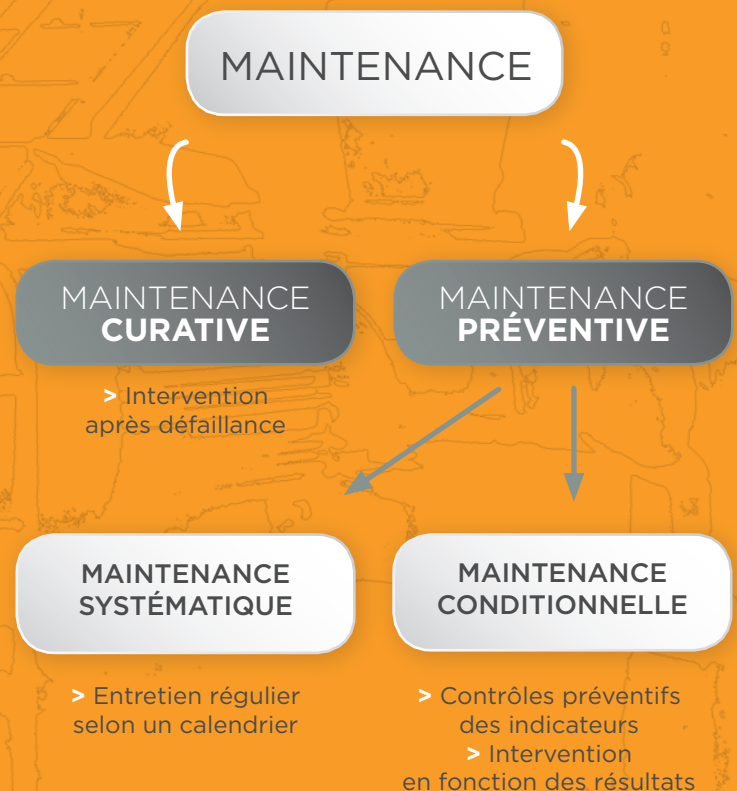 MAINTENANCE
MAINTENANCE
CURATIVE
> Intervention
après défaillance
MAINTENANCE
PRÉVENTIVE
MAINTENANCE
SYSTÉMATIQUE
> Entretien régulier
selon un calendrier
MAINTENANCE
CONDITIONNELLE
> Contrôles préventifs
des indicateurs
> Intervention
en fonction des résultats